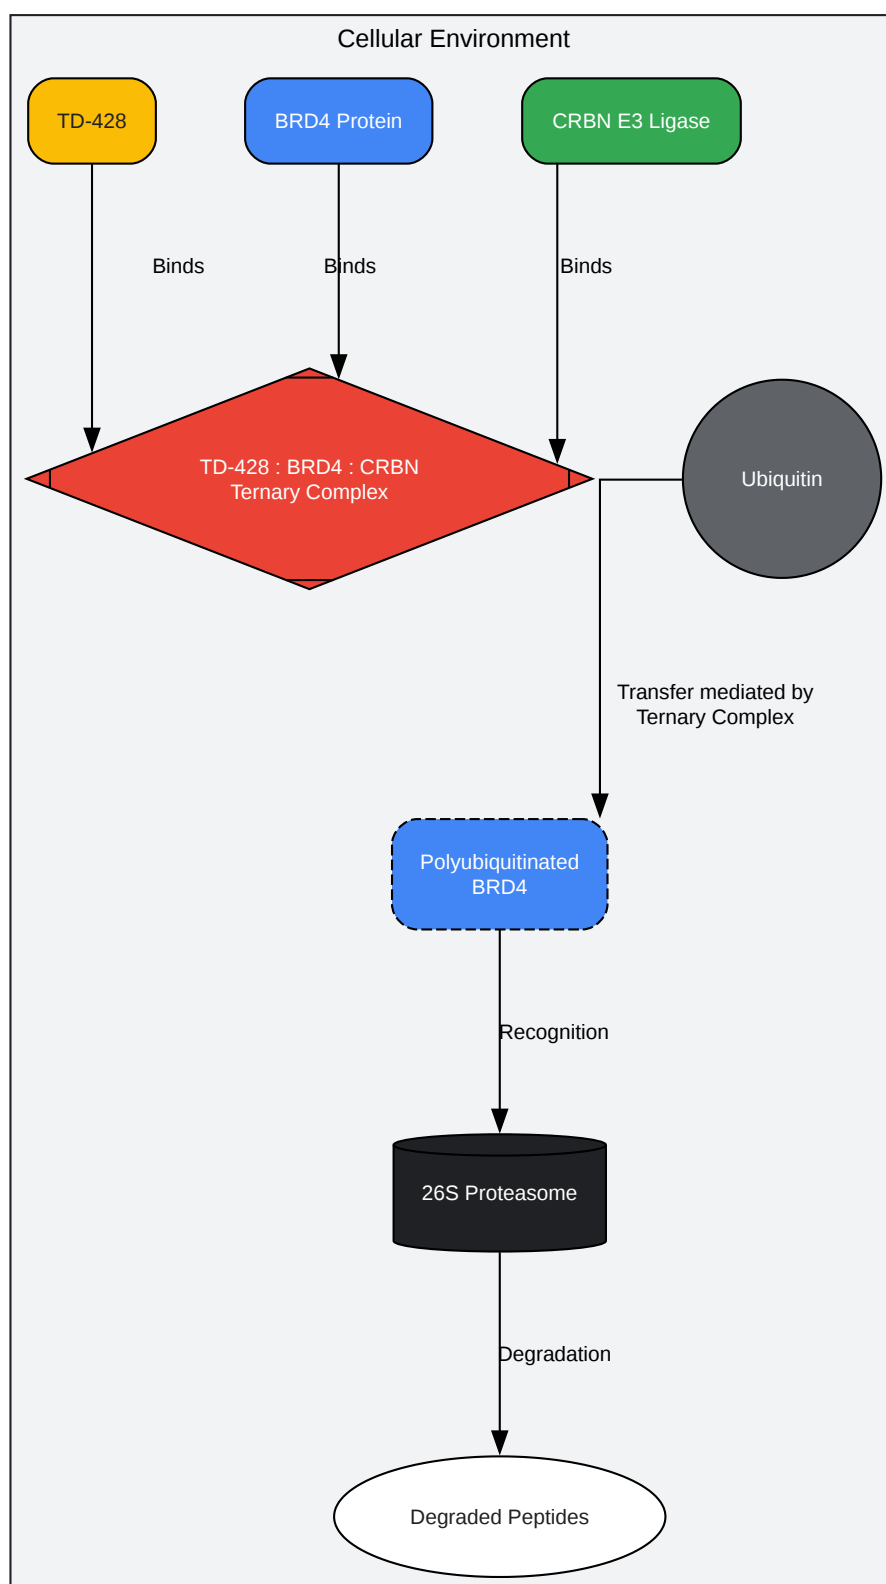 Cellular Environment
TD-428
BRD4 Protein
CRBN E3 Ligase
Binds
Binds
Binds
TD-428 : BRD4 : CRBN
Ternary Complex
Ubiquitin
Transfer mediated by
Ternary Complex
Polyubiquitinated
BRD4
Recognition
26S Proteasome
Degradation
Degraded Peptides